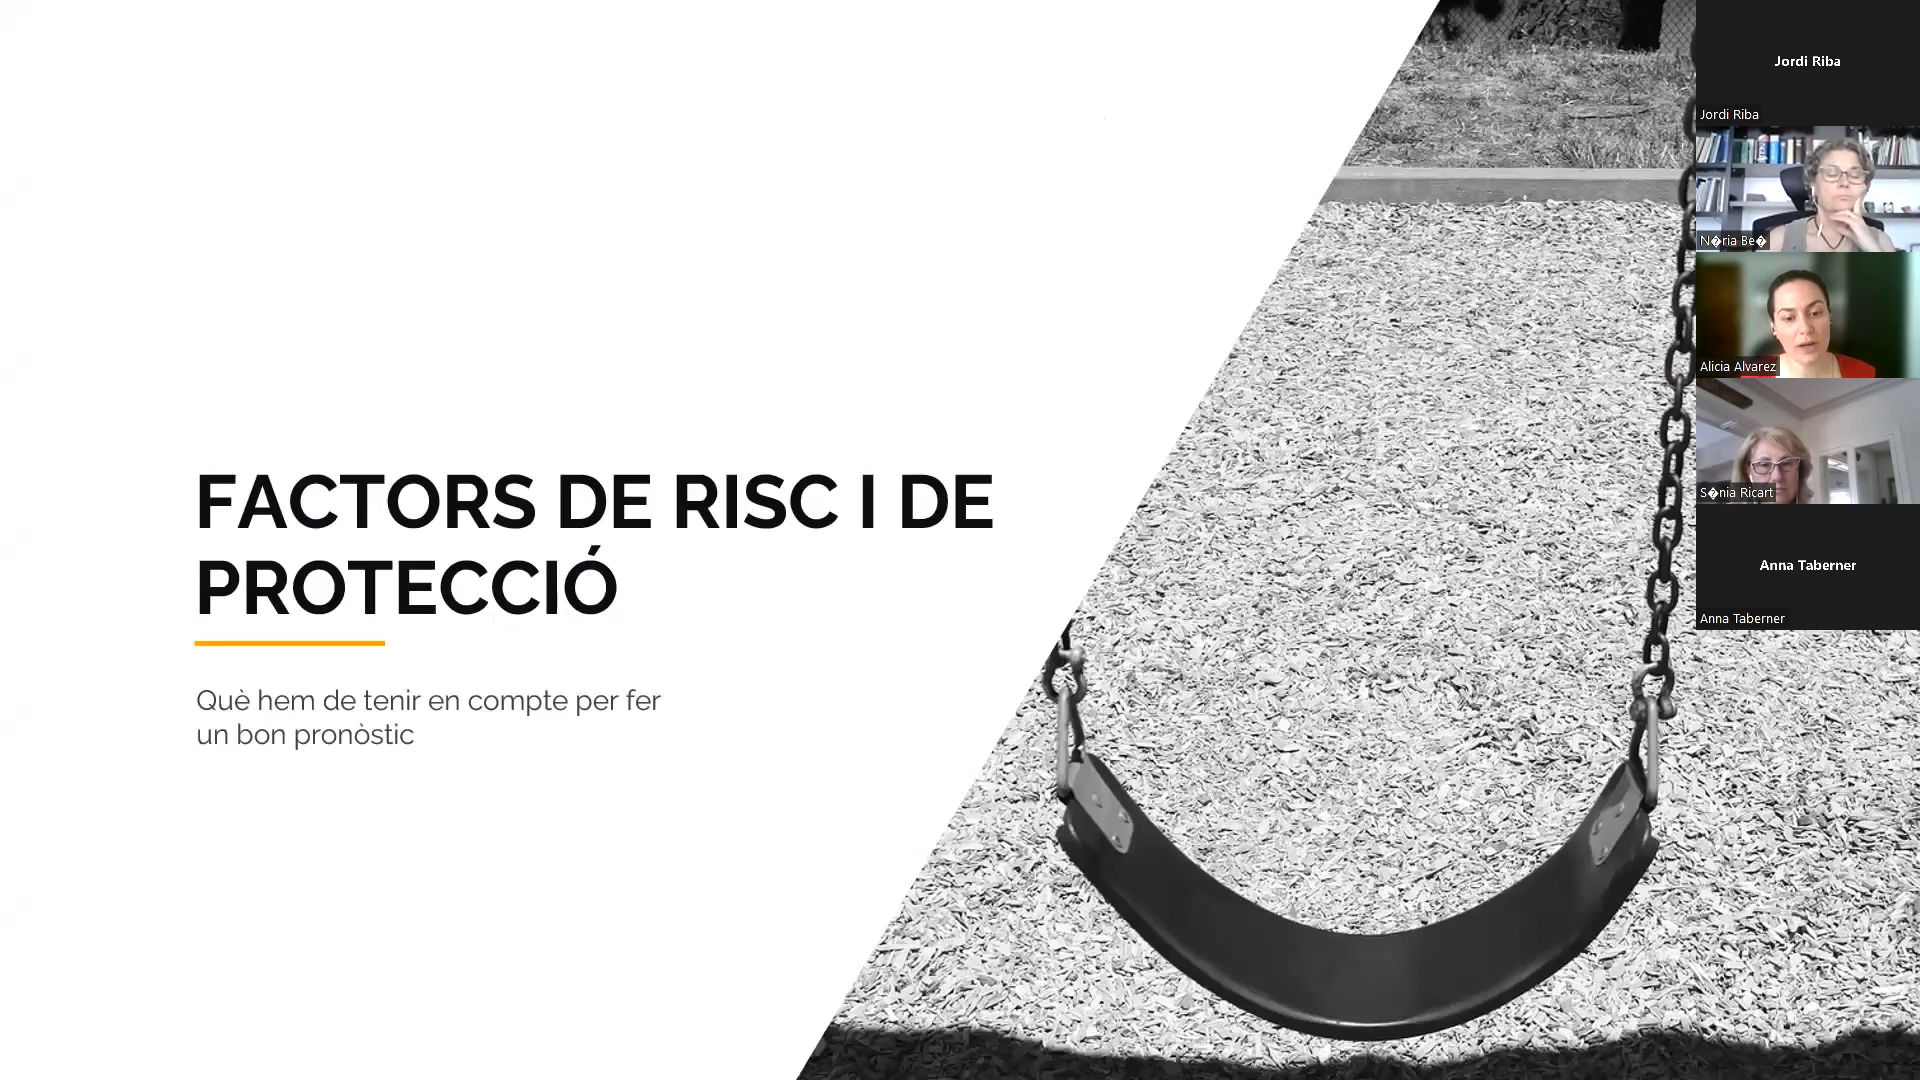 FACTORS DE RISC I DE
PROTECCIÓ
Què hem de tenir en compte per fer
un bon pronòstic
Jordi Riba
Jordi Riba
N�ria Be�
Alicia Alvarez
S�nia Ricart
Anna Taberner
Anna Taberner